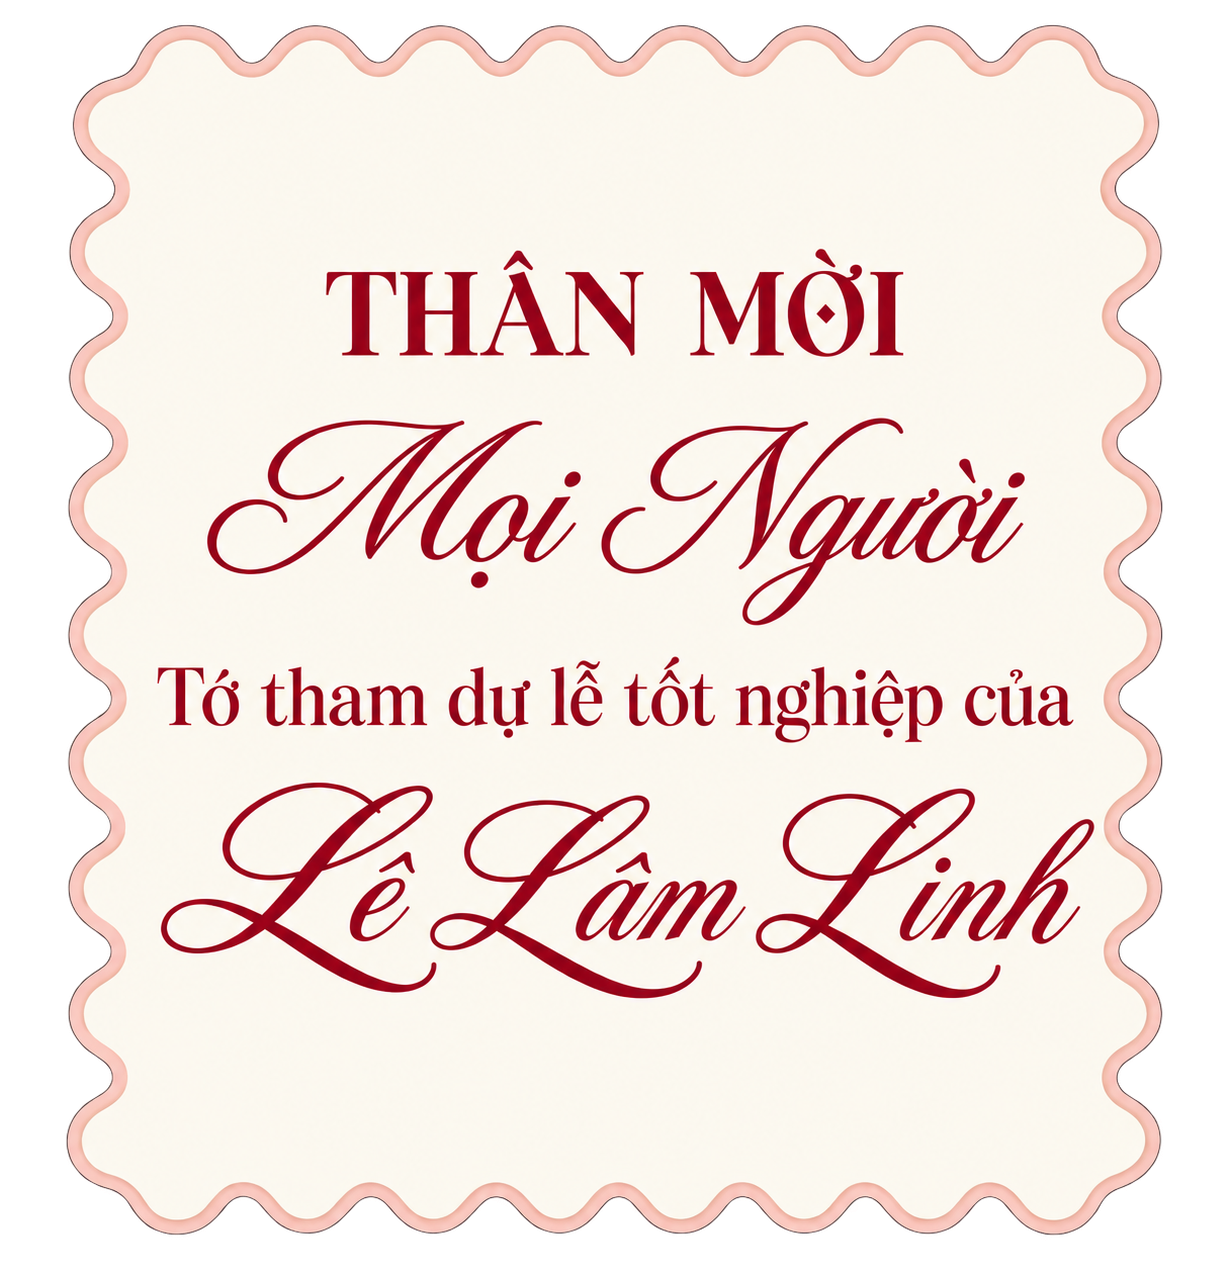 THÂN MỜI
Mọi Người
Tớ tham dự lễ tốt nghiệp của
Lê Lâm Linh